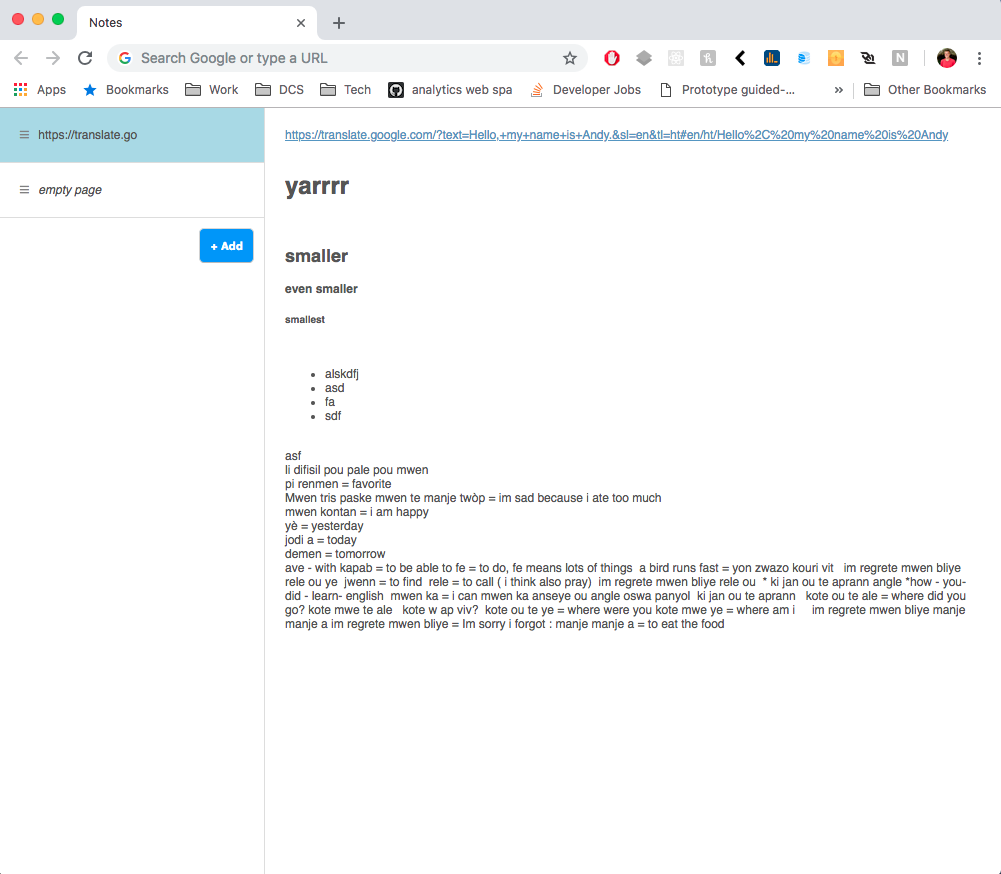 Notes
Search Google or type a URL
Apps Bookmarks Work DCS Tech analytics web spa Developer Jobs Prototype guided-... » Other Bookmarks
https://translate.go
empty page
+ Add
https://translate.google.com/?text=Hello,+my+name+is+Andy.&sl=en&tl=ht#en/ht/Hello%2C%20my%20name%20is%20Andy
yarrrr
smaller
even smaller
smallest
• alskdfj
• asd
• fa
• sdf
asf
li difisil pou pale pou mwen
pi renmen = favorite
Mwen tris paske mwen te manje twòp = im sad because i ate too much
mwen kontan = i am happy
yè = yesterday
jodi a = today
demen = tomorrow
ave - with kapab = to be able to fe = to do, fe means lots of things  a bird runs fast = yon zwazo kouri vit   im regrete mwen bliye
rele ou ye  jwenn = to find  rele = to call ( i think also pray)  im regrete mwen bliye rele ou  * ki jan ou te aprann angle *how - you-
did - learn- english  mwen ka = i can mwen ka anseye ou angle oswa panyol  ki jan ou te aprann   kote ou te ale = where did you
go? kote mwe te ale   kote w ap viv?  kote ou te ye = where were you kote mwe ye = where am i     im regrete mwen bliye manje
manje a im regrete mwen bliye = Im sorry i forgot : manje manje a = to eat the food